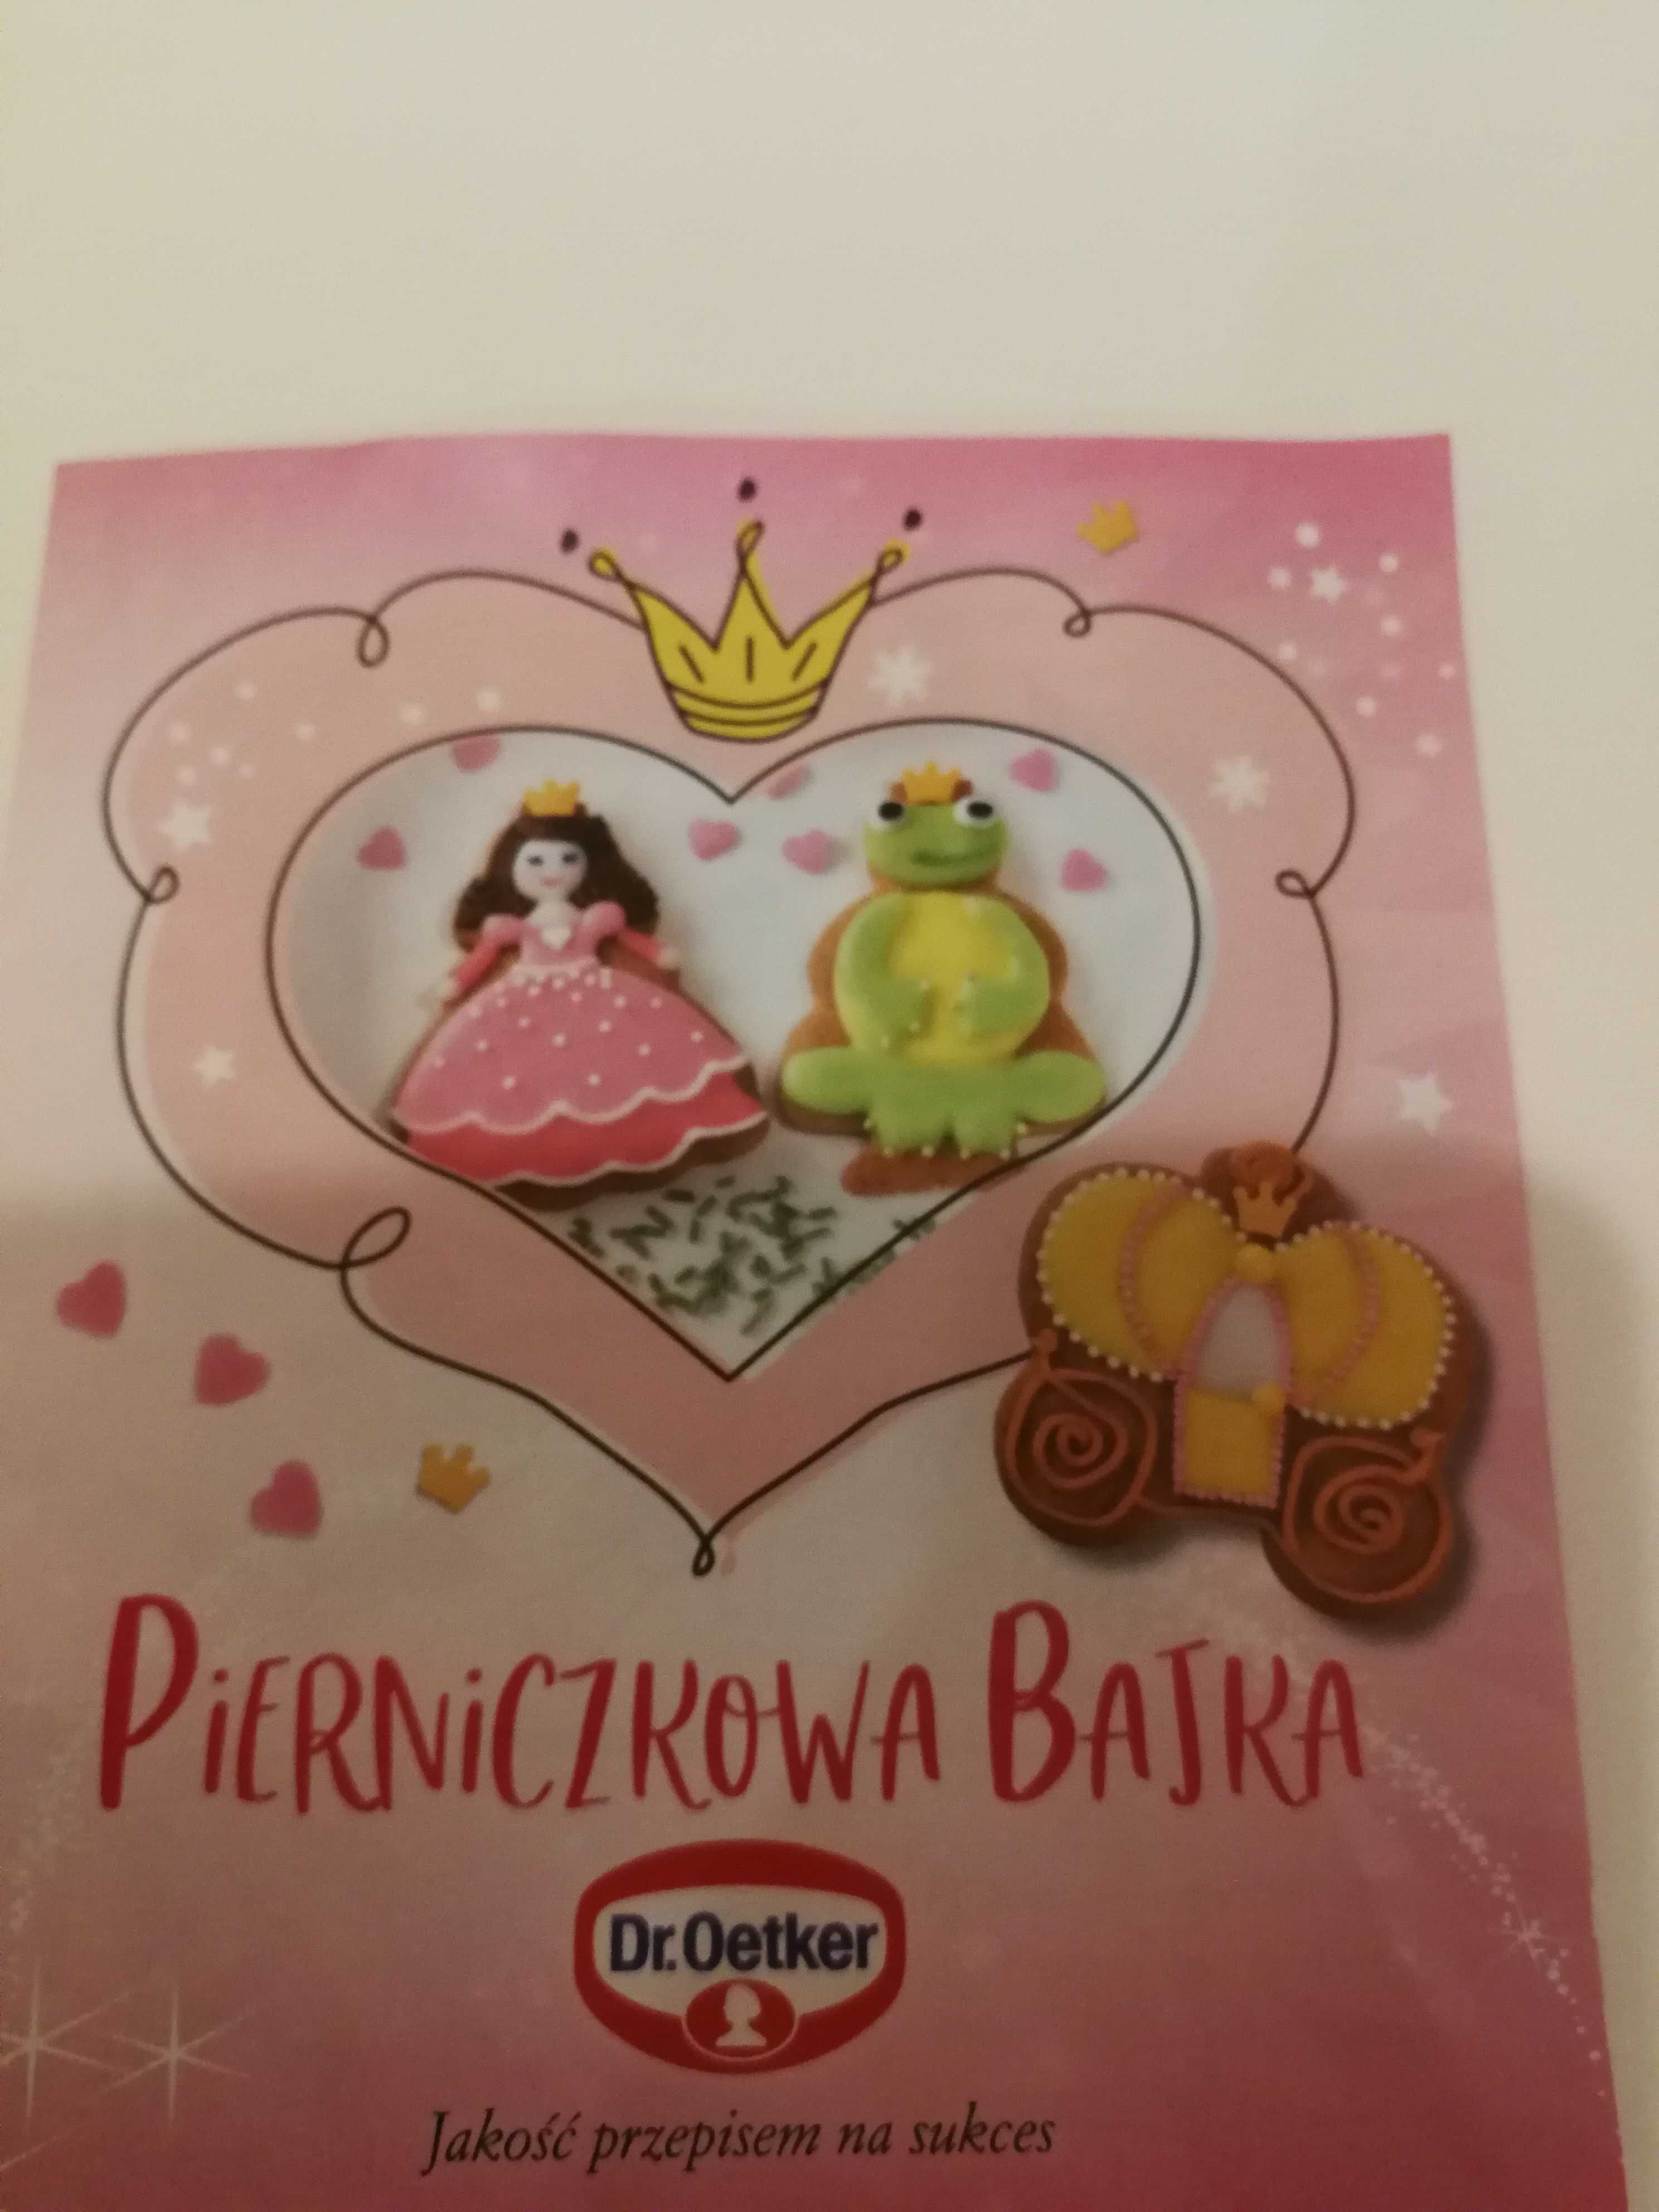 PiERNiCZKOWA BAJKA
Dr.Oetker
Jakość przepisem na sukces